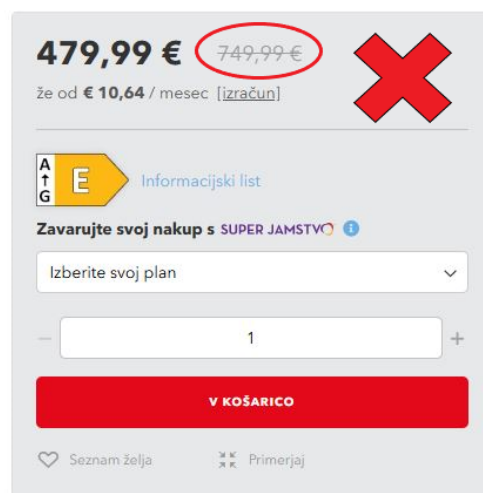 479,99 € 749,99 €
že od € 10,64 / mesec [izračun]
A
↑
G
E
Informacijski list
Zavarujte svoj nakup s SUPER JAMSTVO i
Izberite svoj plan
− 1 +
V KOŠARICO
Seznam želja Primerjaj